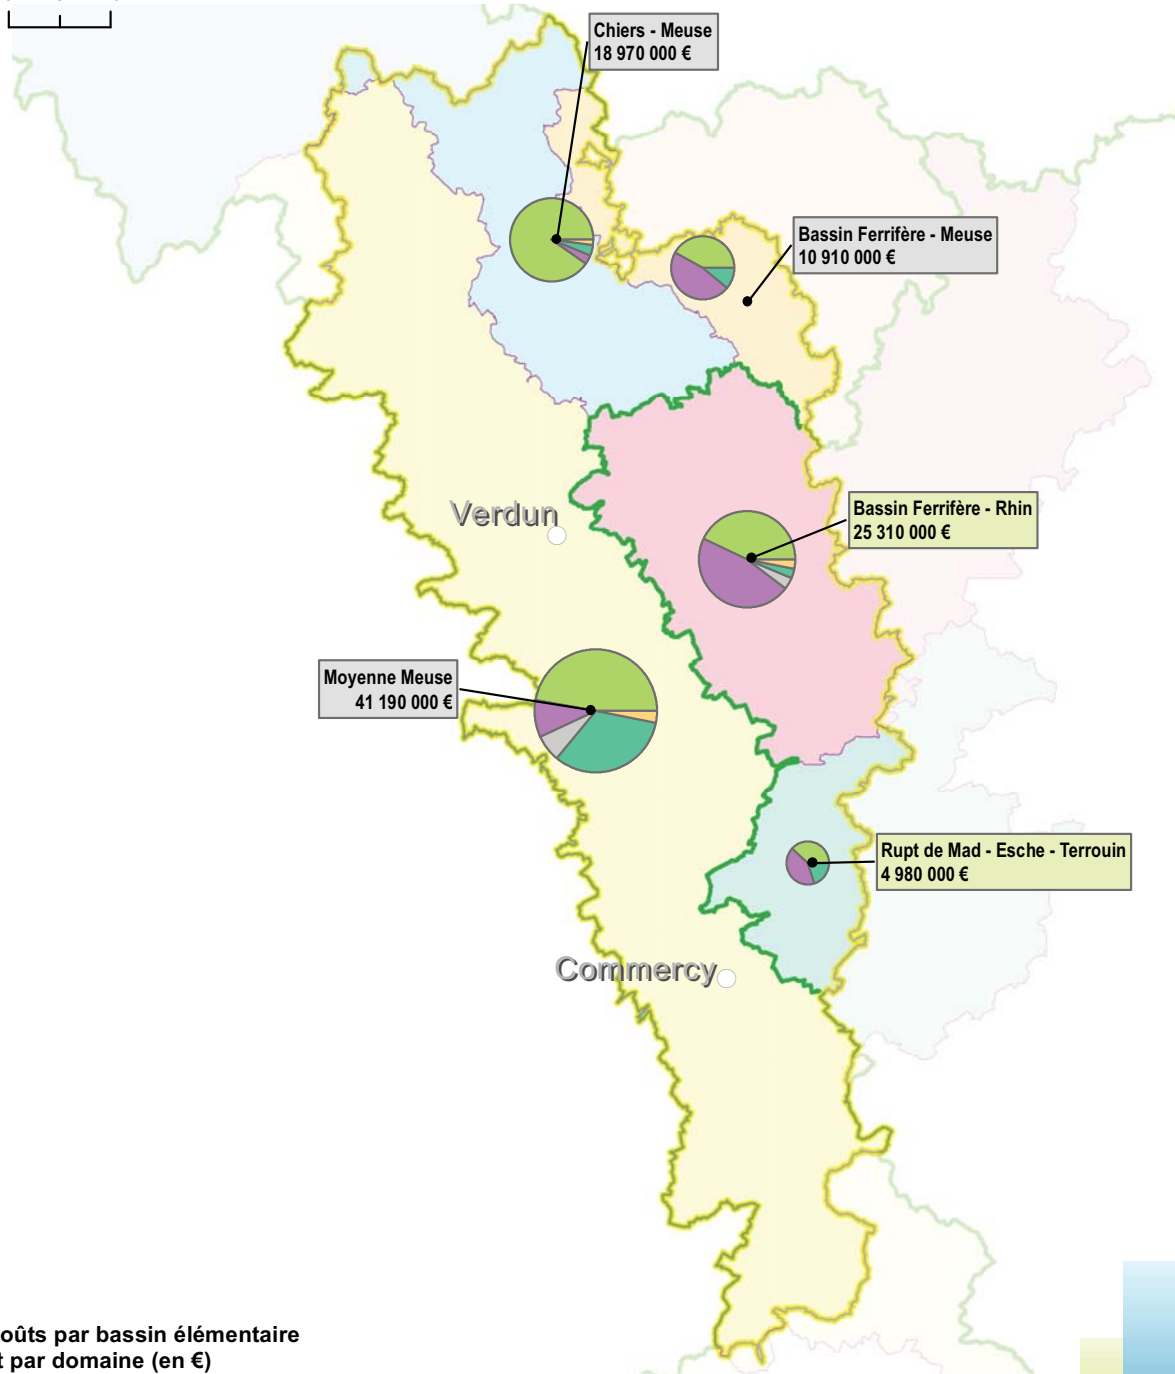 Chiers - Meuse
18 970 000 €
Bassin Ferrifère - Meuse
10 910 000 €
Verdun
Bassin Ferrifère - Rhin
25 310 000 €
Moyenne Meuse
41 190 000 €
Rupt de Mad - Esche - Terrouin
4 980 000 €
Commercy
oûts par bassin élémentaire
t par domaine (en €)